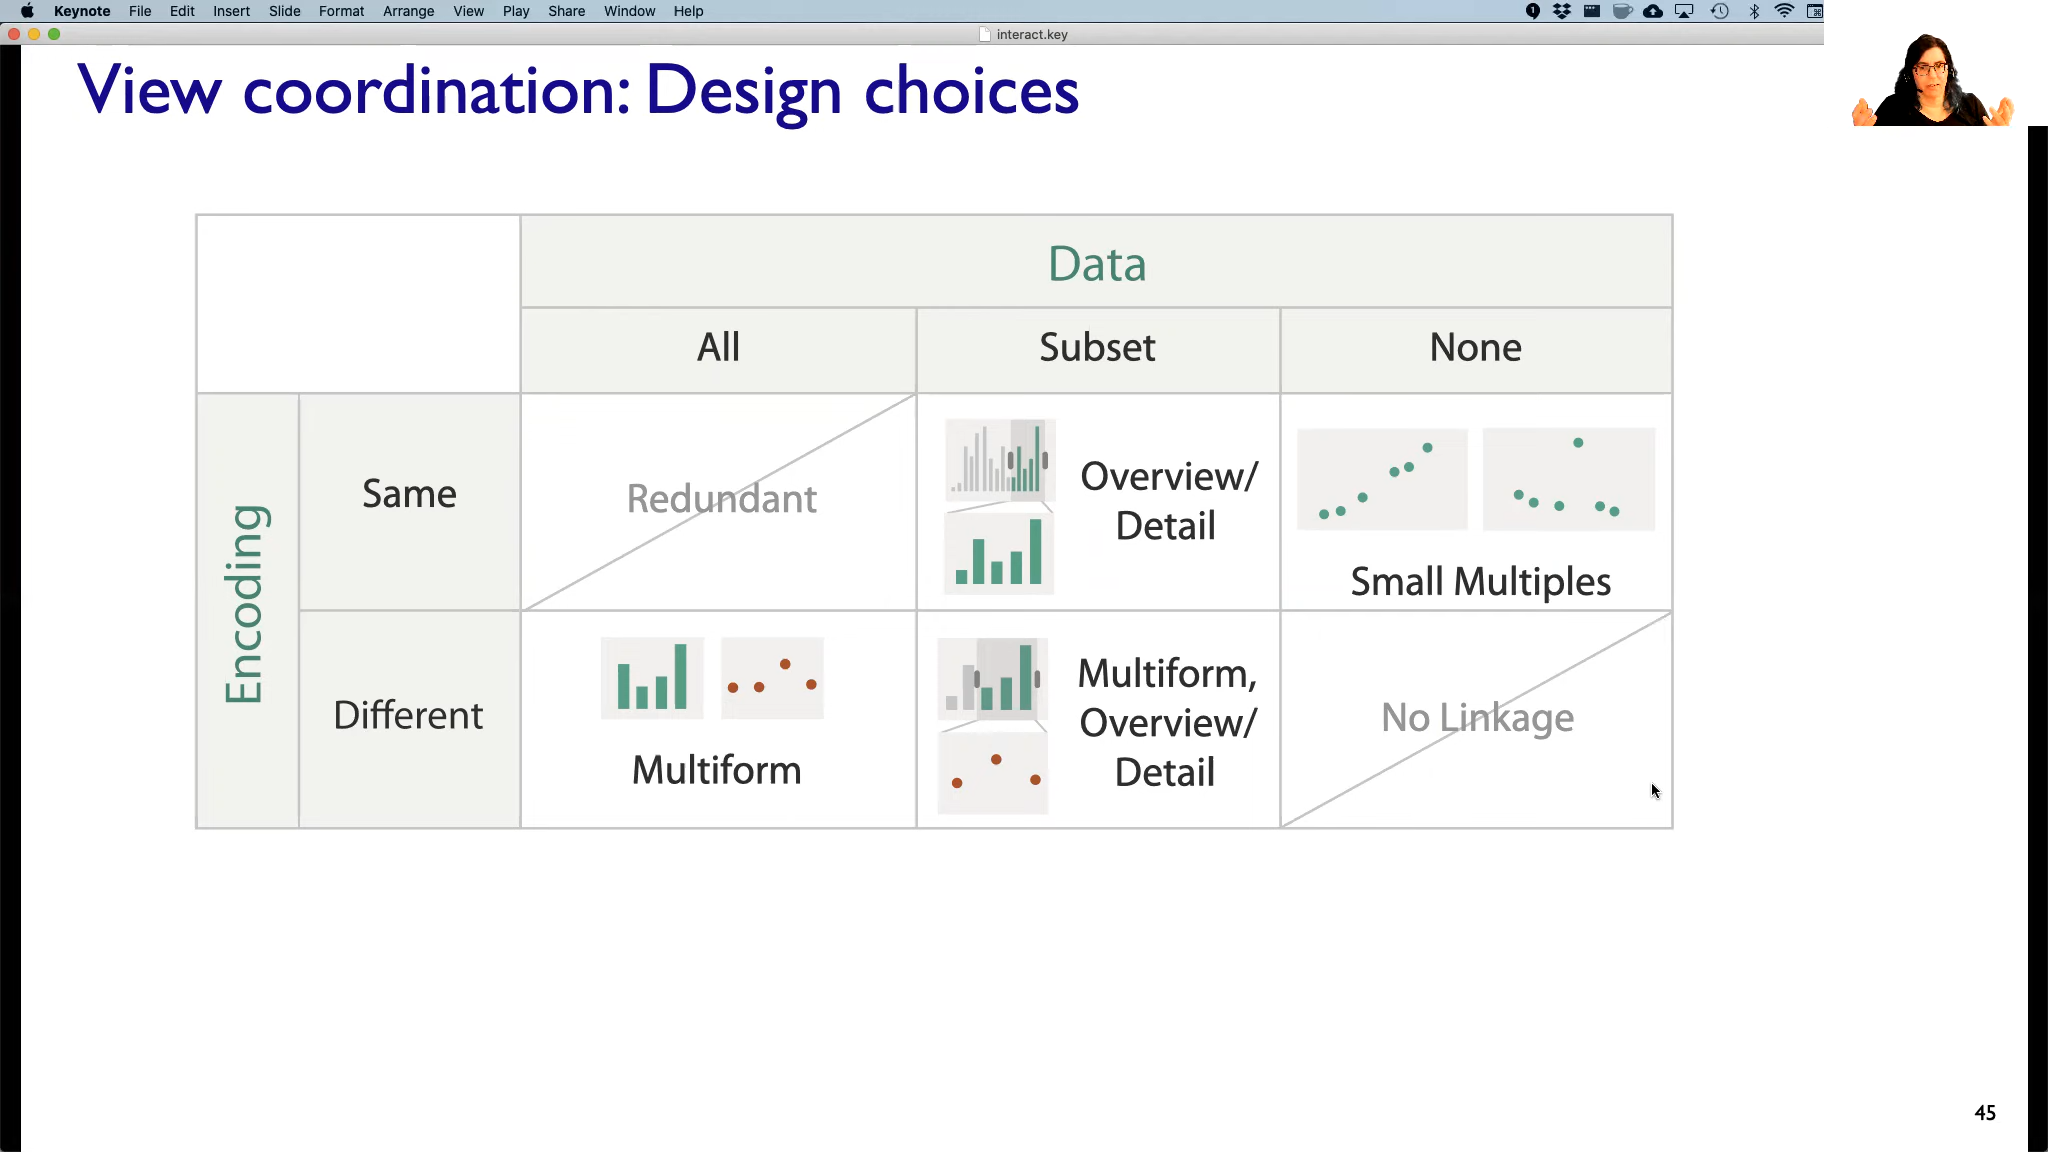 Keynote File Edit Insert Slide Format Arrange View Play Share Window Help
interact.key
View coordination: Design choices
Data
All Subset None
Encoding
Same
Redundant
Overview/
Detail
Small Multiples
Different
Multiform
Multiform,
Overview/
Detail
No Linkage
45